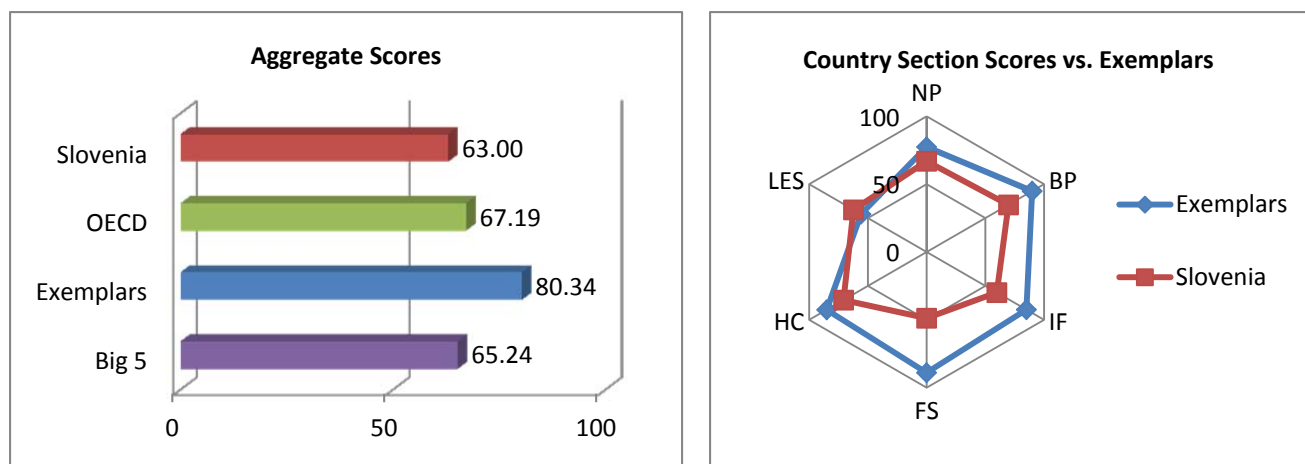 Aggregate Scores
Slovenia
63.00
OECD
67.19
Exemplars
80.34
Big 5
65.24
0 50 100
Country Section Scores vs. Exemplars
NP
100
LES
BP
50
0
HC
IF
FS
Exemplars
Slovenia